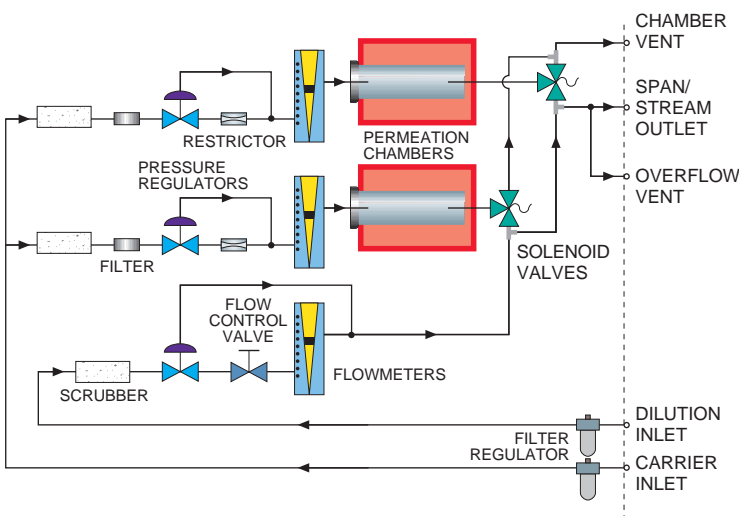 CHAMBER
VENT
SPAN/
STREAM
OUTLET
OVERFLOW
VENT
RESTRICTOR
PERMEATION
CHAMBERS
PRESSURE
REGULATORS
FILTER
SOLENOID
VALVES
FLOW
CONTROL
VALVE
FLOWMETERS
SCRUBBER
DILUTION
INLET
FILTER
REGULATOR
CARRIER
INLET